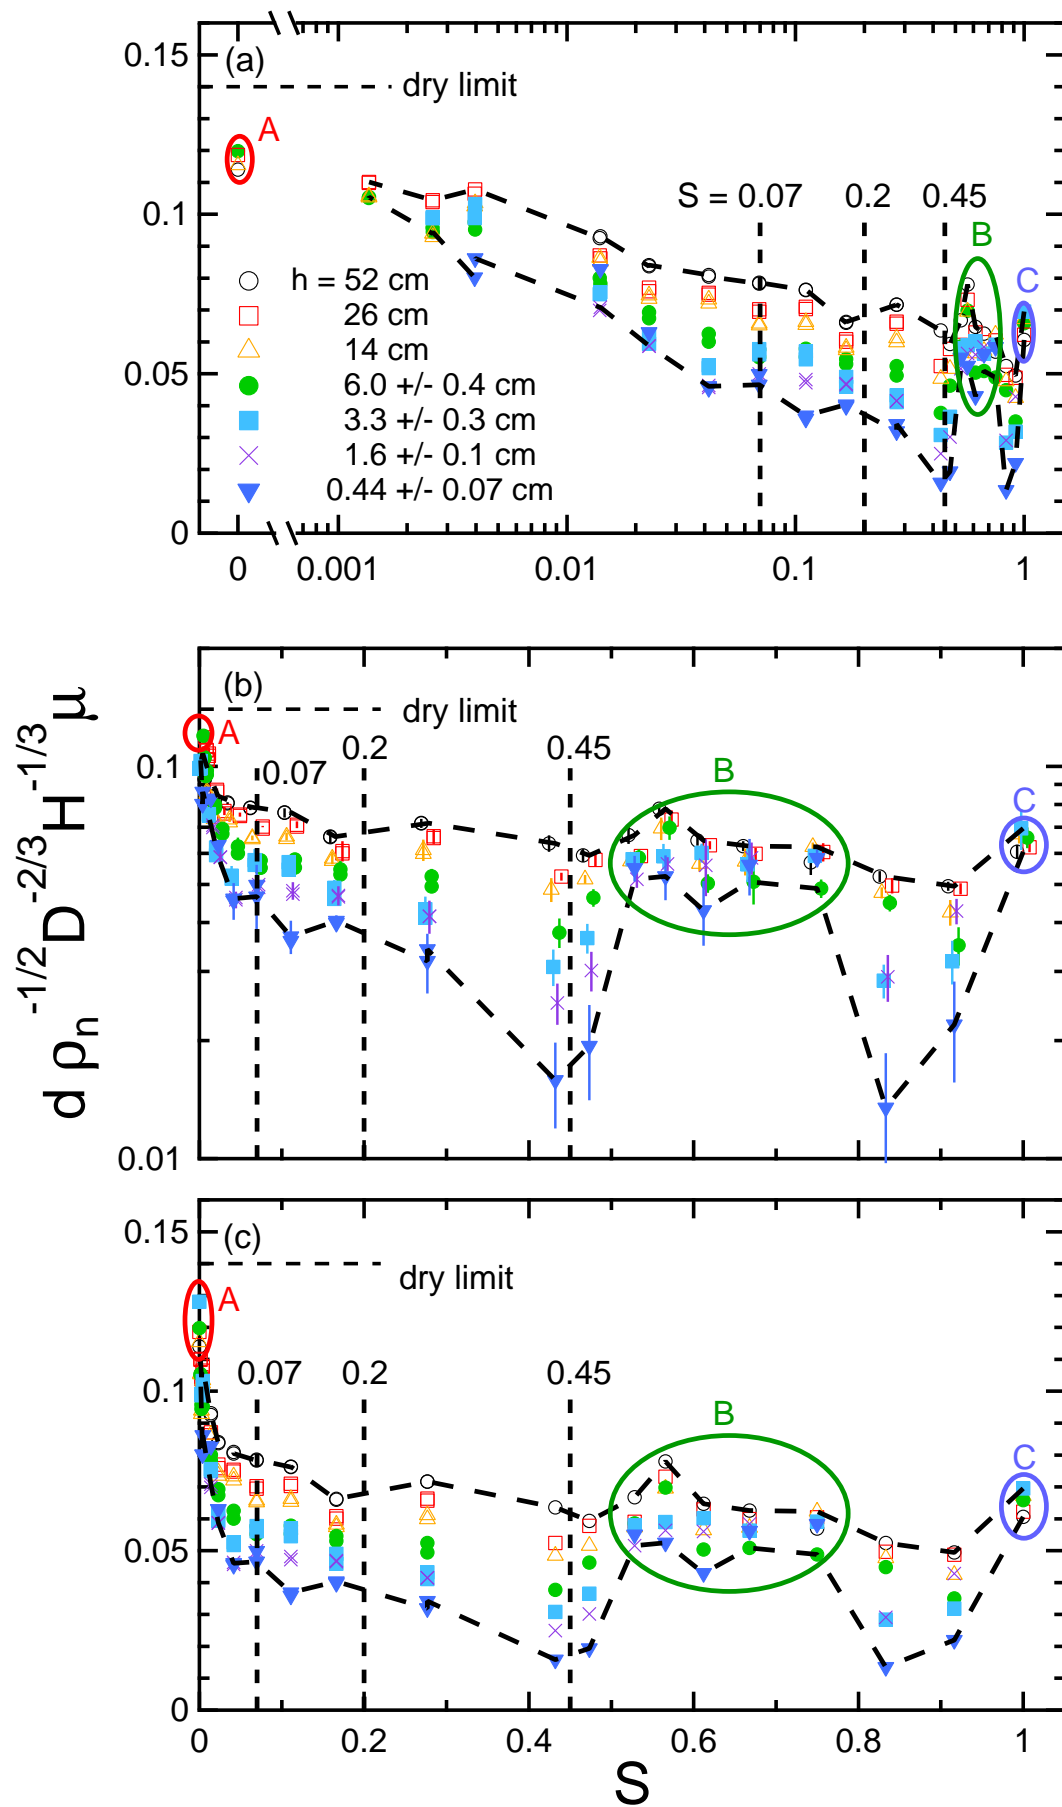 0.15
(a)
dry limit
A
0.1
S = 0.07
0.2
0.45
B
C
h = 52 cm
26 cm
14 cm
6.0 +/- 0.4 cm
3.3 +/- 0.3 cm
1.6 +/- 0.1 cm
0.44 +/- 0.07 cm
0.05
0
0
0.001
0.01
0.1
1
d ρn^-1/2 D^-2/3 H^-1/3 μ
(b)
dry limit
A
0.1
0.07
0.2
0.45
B
C
0.01
0.15
(c)
dry limit
A
0.1
0.07
0.2
0.45
B
C
0.05
0
0
0.2
0.4
0.6
0.8
1
S